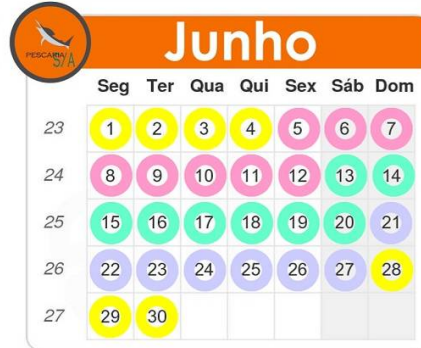 PESCARIA
S/A
Junho
Seg Ter Qua Qui Sex Sáb Dom
23 1 2 3 4 5 6 7
24 8 9 10 11 12 13 14
25 15 16 17 18 19 20 21
26 22 23 24 25 26 27 28
27 29 30